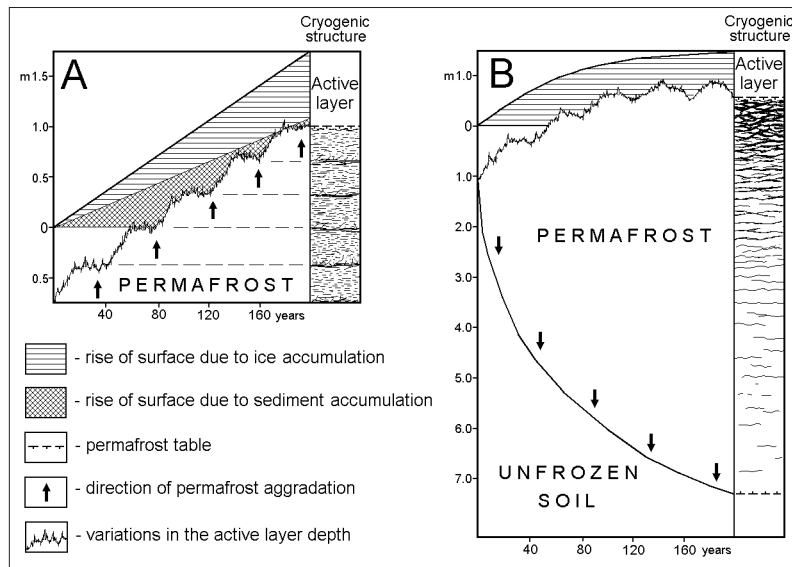 Cryogenic
structure
A
m 1.5
1.0
0.5
0
0.5
Active
layer
PERMAFROST
40
80
120
160
years
- rise of surface due to ice accumulation
- rise of surface due to sediment accumulation
- permafrost table
- direction of permafrost aggradation
- variations in the active layer depth
Cryogenic
structure
B
m 1.0
0
1.0
2.0
3.0
4.0
5.0
6.0
7.0
Active
layer
PERMAFROST
UNFROZEN
SOIL
40
80
120
160
years